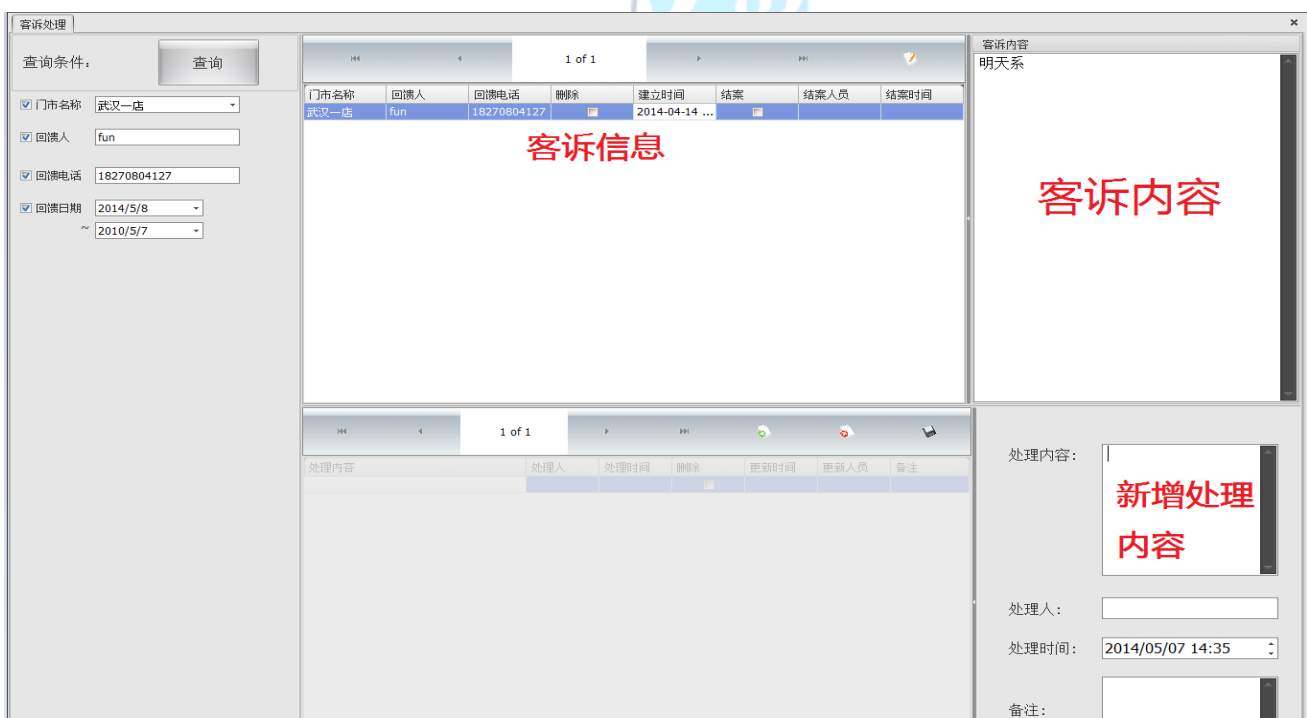 客诉处理
查询条件:
查询
门市名称
武汉一店
回馈人
fun
回馈电话
18270804127
回馈日期
2014/5/8
~
2010/5/7
1 of 1
门市名称 回馈人 回馈电话 删除 建立时间 结案 结案人员 结案时间
武汉一店 fun 18270804127 2014-04-14 ...
客诉信息
客诉内容
明天系
客诉内容
1 of 1
处理内容 处理人 处理时间 删除 更新时间 更新人员 备注
处理内容:
新增处理
内容
处理人:
处理时间:
2014/05/07 14:35
备注: